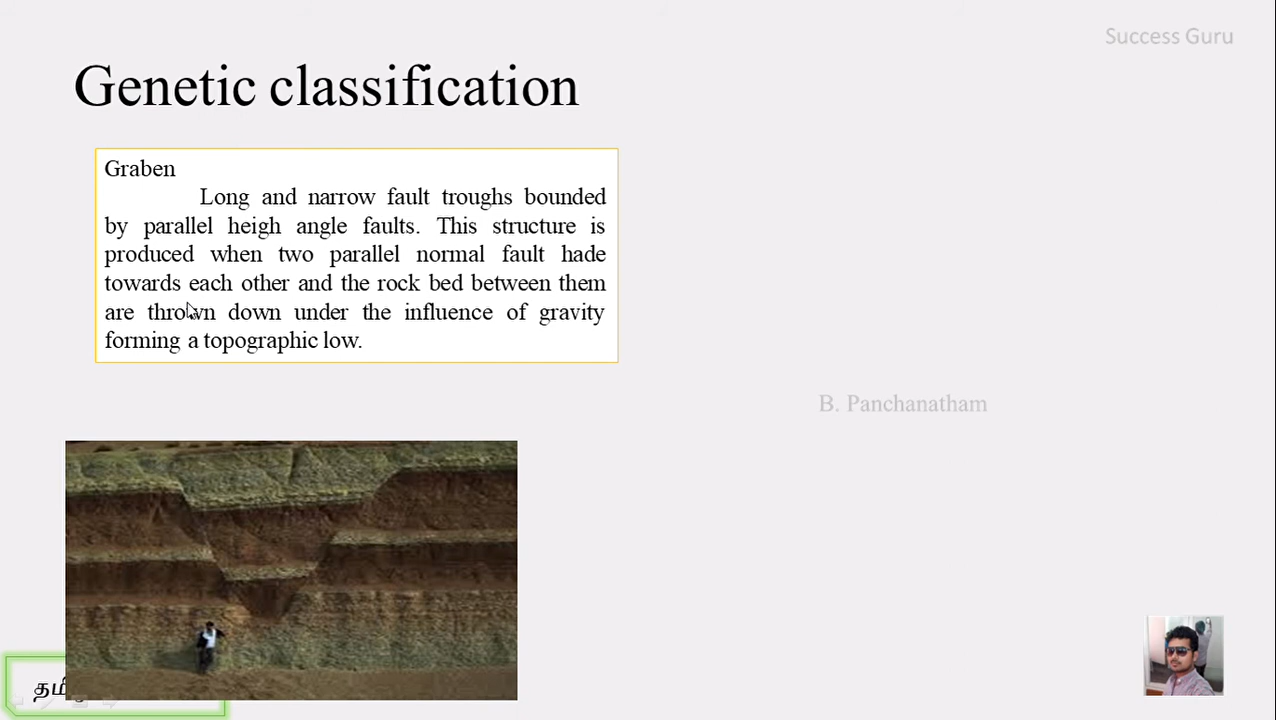 Success Guru
Genetic classification
Graben
Long and narrow fault troughs bounded
by parallel heigh angle faults. This structure is
produced when two parallel normal fault hade
towards each other and the rock bed between them
are thrown down under the influence of gravity
forming a topographic low.
B. Panchanatham